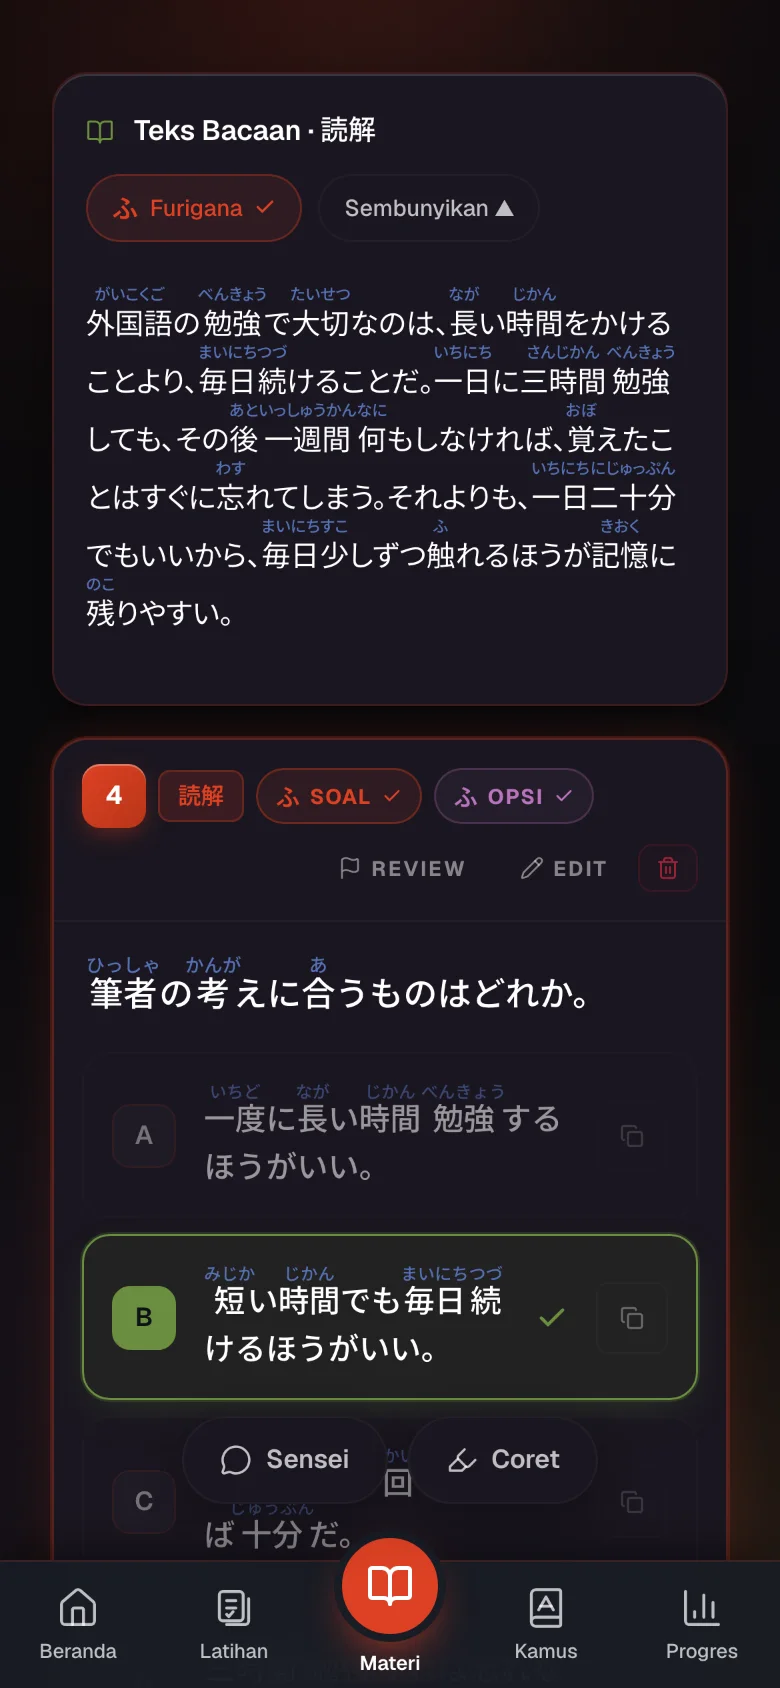 Teks Bacaan · 読解
ふ Furigana ✓ Sembunyikan ▲
がいこくご べんきょう たいせつ なが じかん
外国語の勉強で大切なのは、長い時間をかける
まいにちつづ いちにち さんじかん べんきょう
ことより、毎日続けることだ。一日に三時間 勉強
あといっしゅうかんなに おぼ
しても、その後 一週間 何もしなければ、覚えたこ
わす いちにちにじゅっぷん
とはすぐに忘れてしまう。それよりも、一日二十分
まいにちすこ ふ きおく
でもいいから、毎日少しずつ触れるほうが記憶に
のこ
残りやすい。
4 読解 ふ SOAL ✓ ふ OPSI ✓
REVIEW EDIT
ひっしゃ かんが あ
筆者の考えに合うものはどれか。
いちど なが じかん べんきょう
A 一度に長い時間 勉強 する
ほうがいい。
みじか じかん まいにちつづ
B 短い時間でも毎日続
けるほうがいい。
Sensei Coret
かい
回
C
じゅうぶん
ば 十分 だ。
Beranda Latihan Materi Kamus Progres